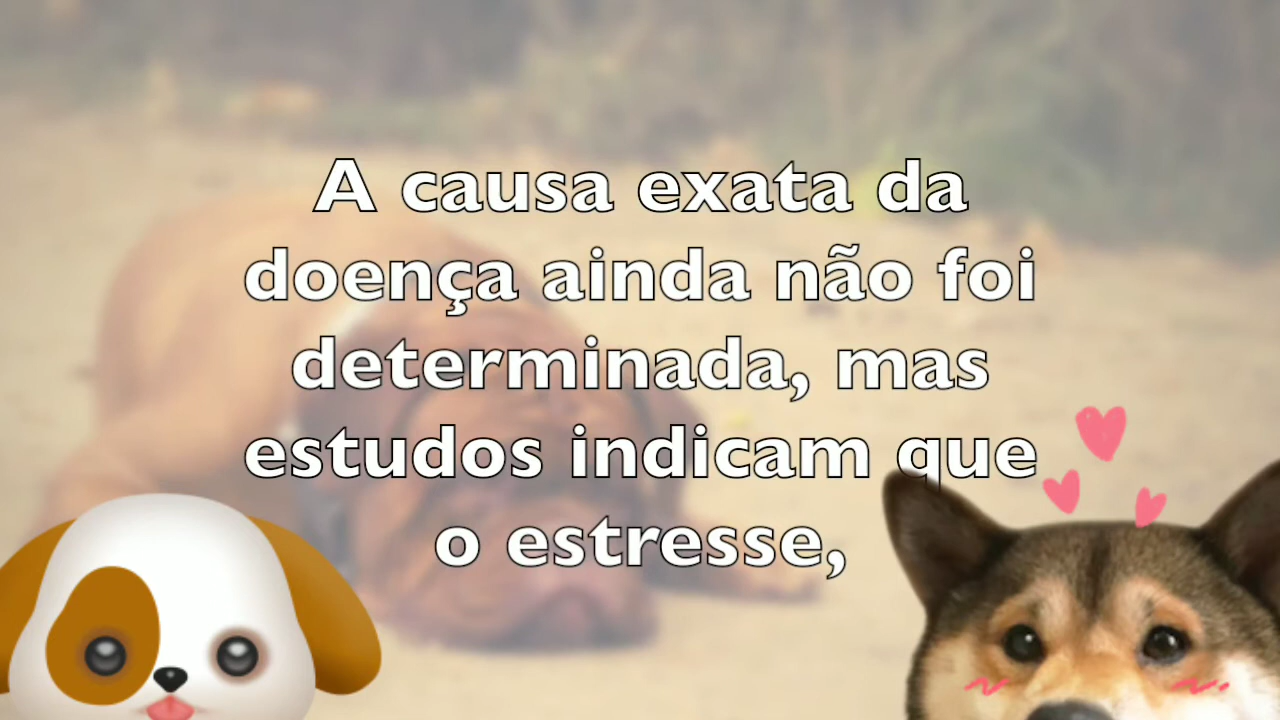 A causa exata da
doença ainda não foi
determinada, mas
estudos indicam que
o estresse,